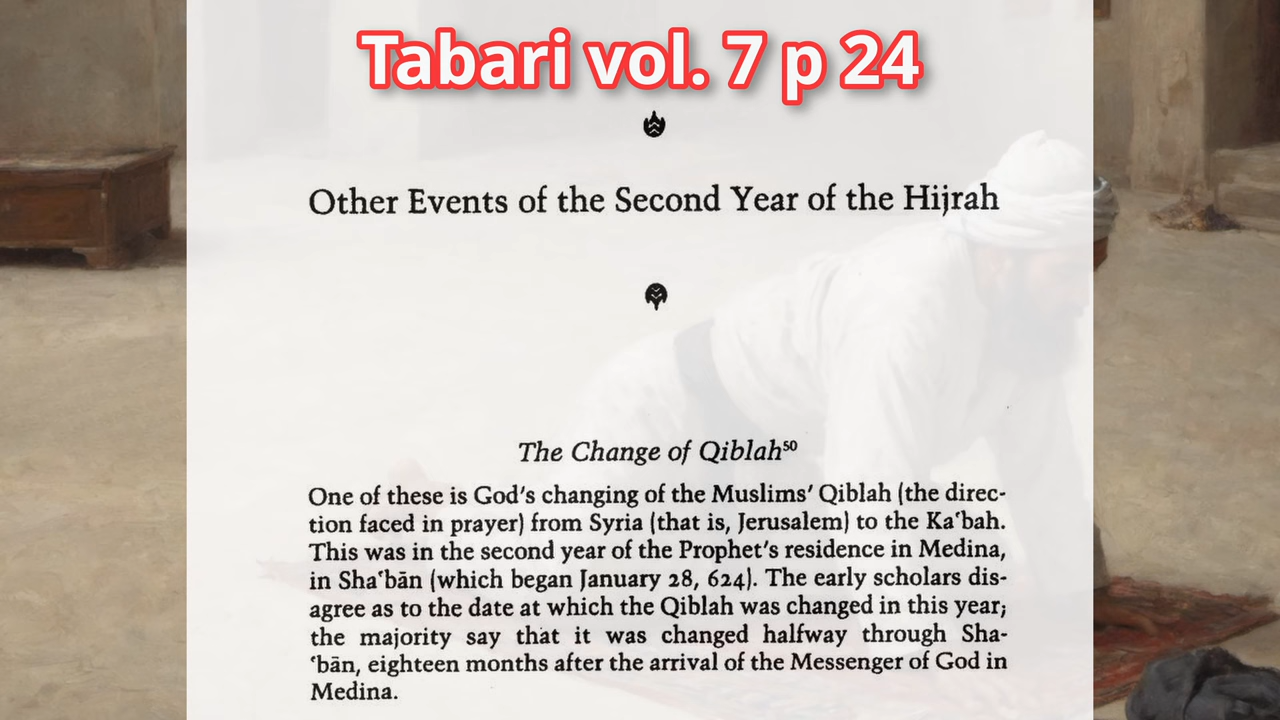 Tabari vol. 7 p 24
Other Events of the Second Year of the Hijrah
The Change of Qiblah⁵⁰
One of these is God's changing of the Muslims' Qiblah (the direc-
tion faced in prayer) from Syria (that is, Jerusalem) to the Kaʿbah.
This was in the second year of the Prophet's residence in Medina,
in Shaʿbān (which began January 28, 624). The early scholars dis-
agree as to the date at which the Qiblah was changed in this year;
the majority say that it was changed halfway through Sha-
ʿbān, eighteen months after the arrival of the Messenger of God in
Medina.